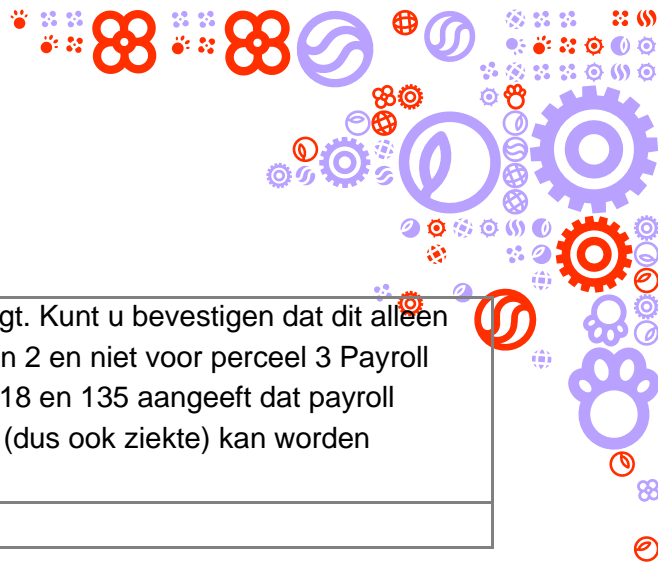 gt. Kunt u bevestigen dat dit alleen
n 2 en niet voor perceel 3 Payroll
18 en 135 aangeeft dat payroll
(dus ook ziekte) kan worden